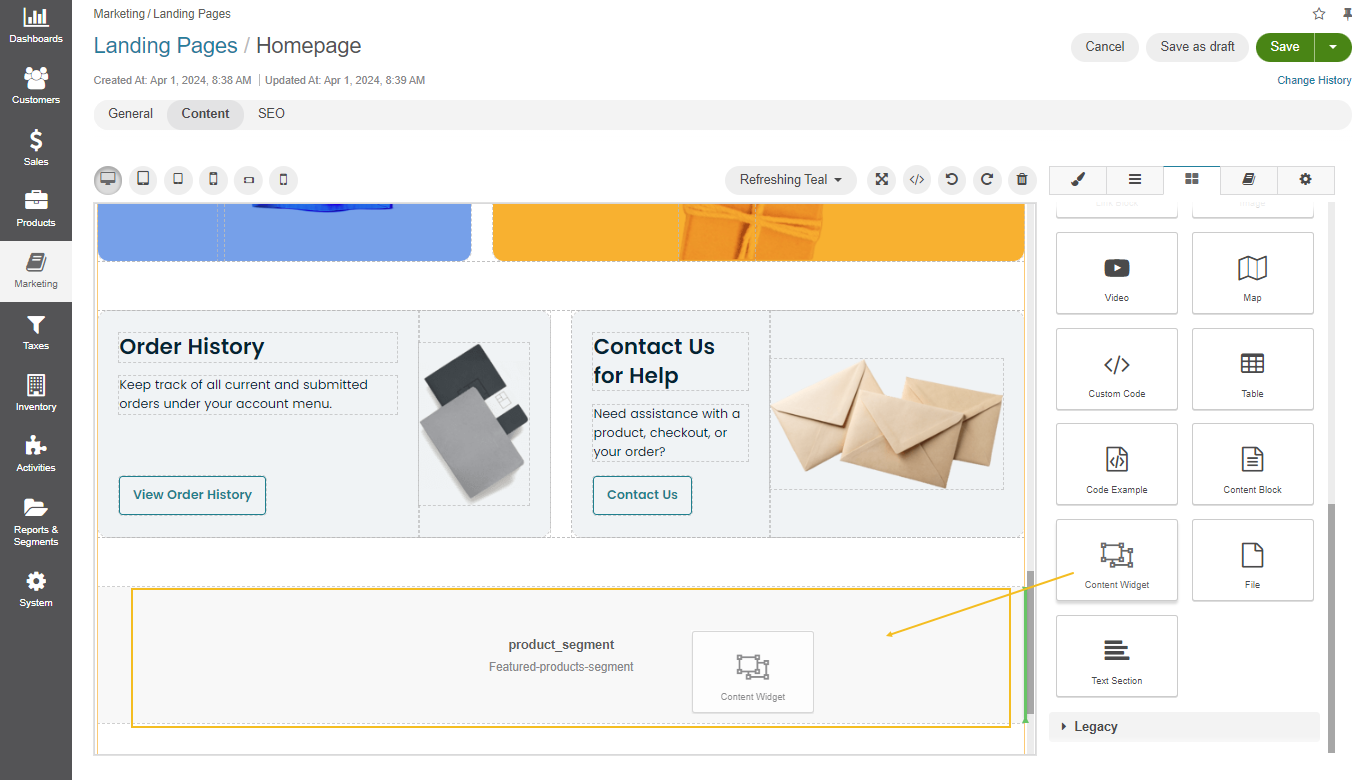 Marketing / Landing Pages
Landing Pages / Homepage
Cancel
Save as draft
Save
Created At: Apr 1, 2024, 8:38 AM
Updated At: Apr 1, 2024, 8:39 AM
Change History
General
Content
SEO
Dashboards
Customers
Sales
Products
Marketing
Taxes
Inventory
Activities
Reports &
Segments
System
Refreshing Teal
Order History
Keep track of all current and submitted
orders under your account menu.
View Order History
Contact Us
for Help
Need assistance with a
product, checkout, or
your order?
Contact Us
product_segment
Featured-products-segment
Content Widget
Link Block
Image
Video
Map
Custom Code
Table
Code Example
Content Block
Content Widget
File
Text Section
Legacy